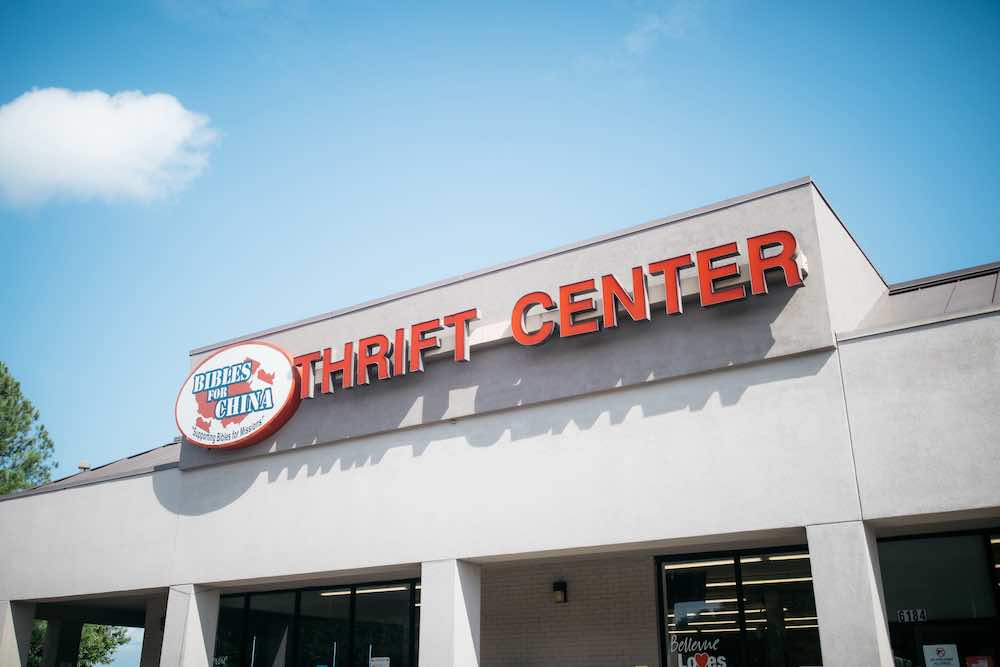 BIBLES
FOR
CHINA
"Supporting Bibles for Missions"
THRIFT CENTER
Bellevue
Loves
6184